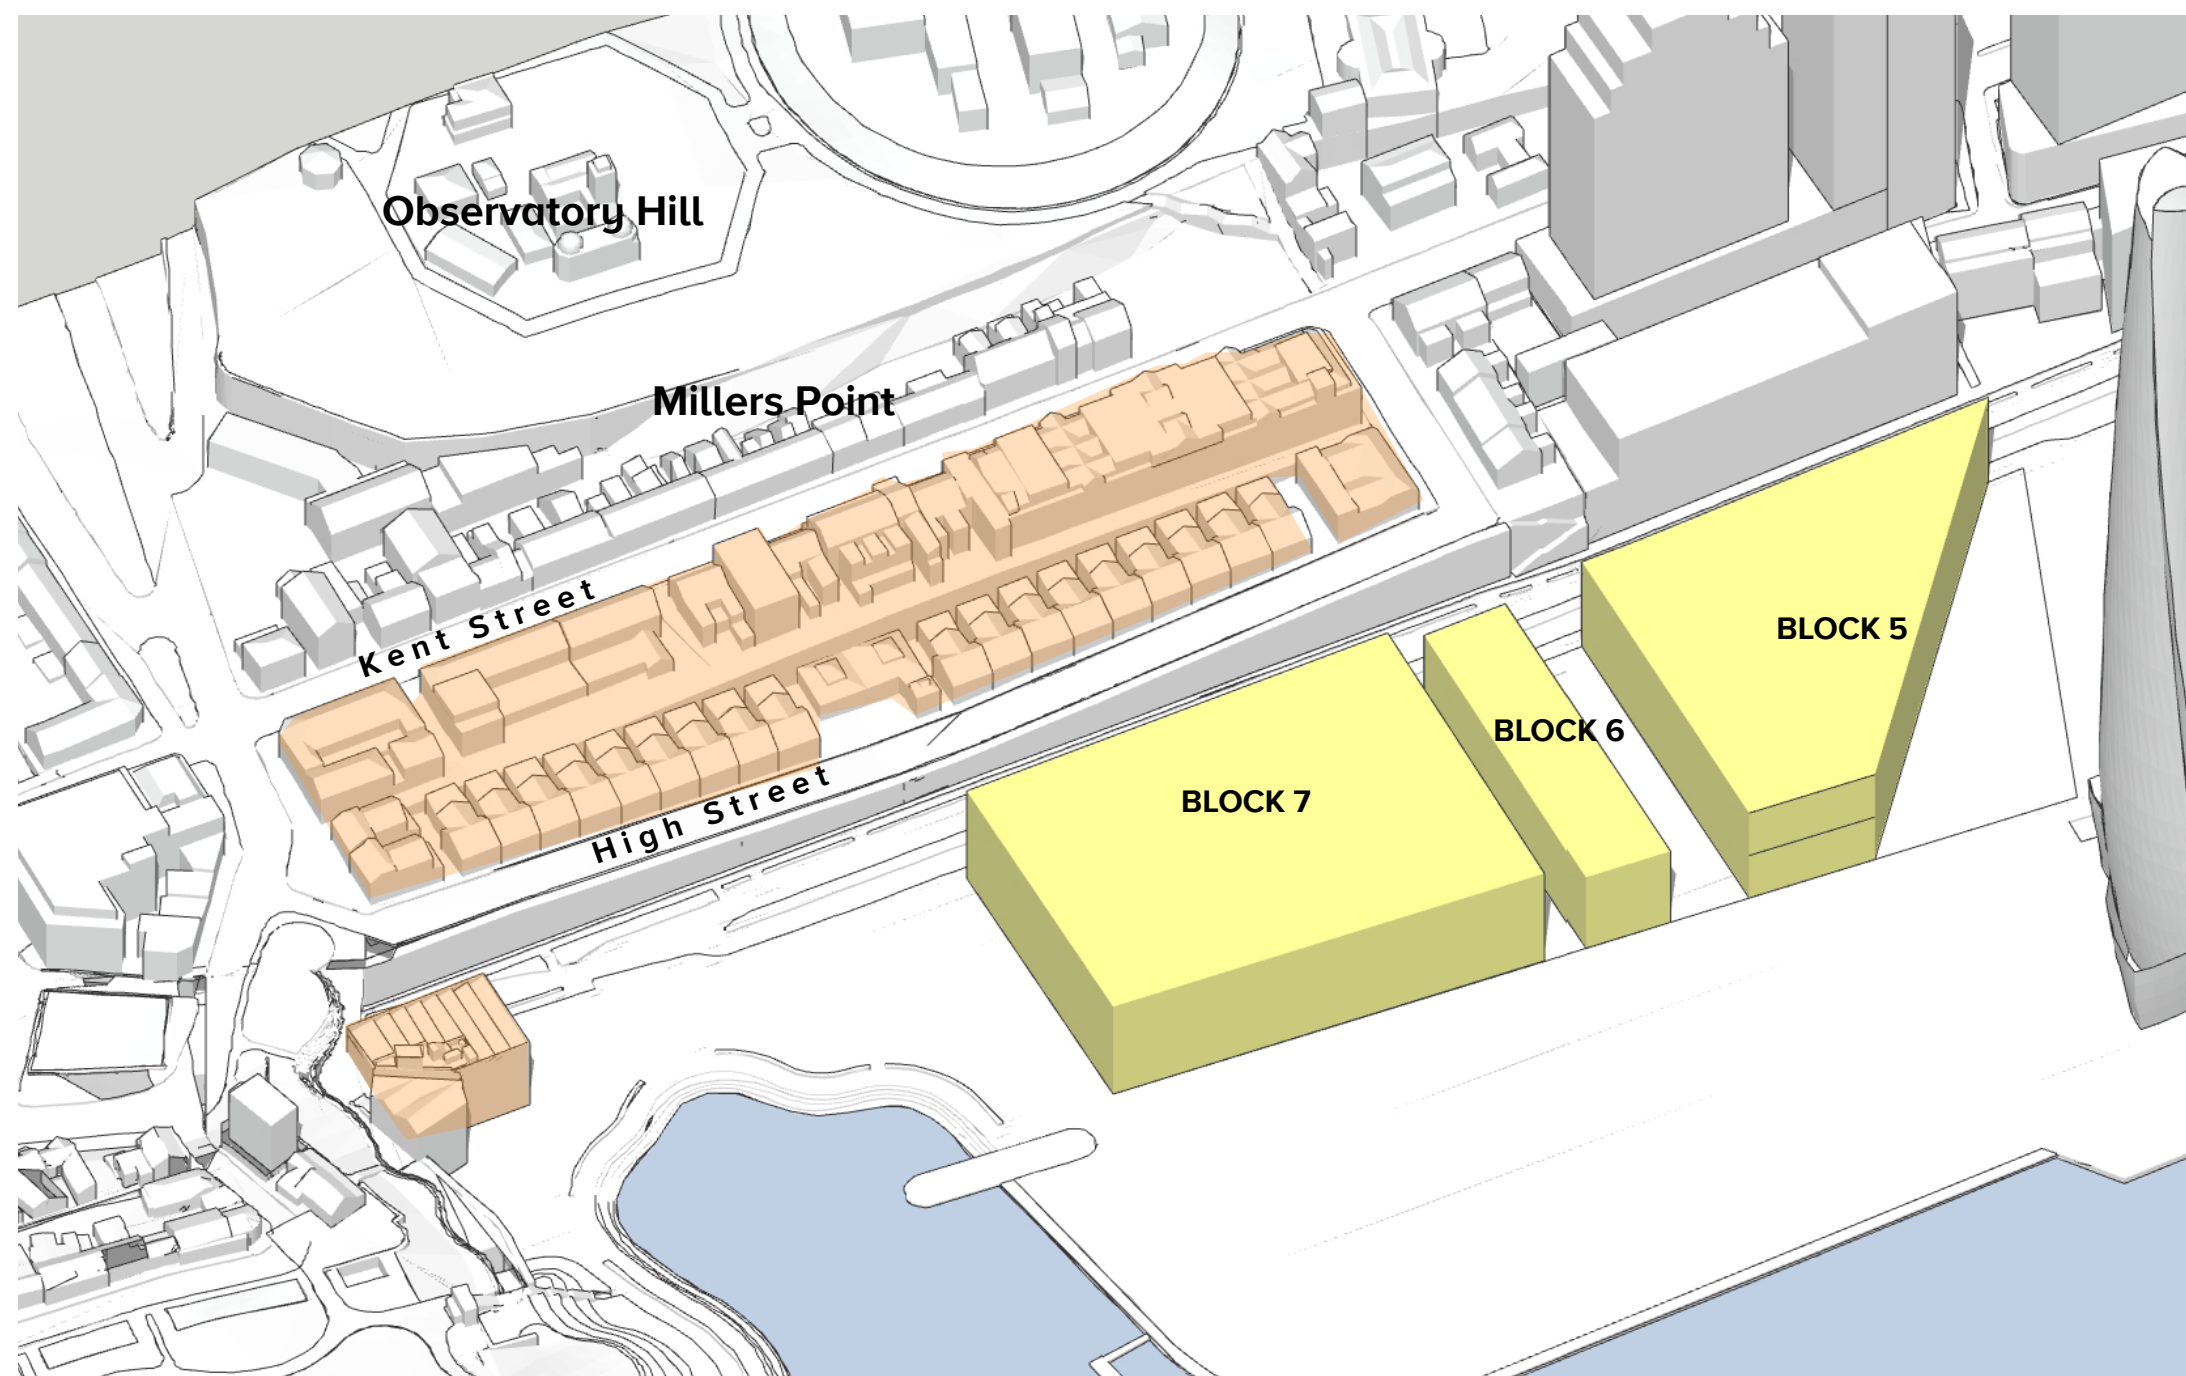 Observatory Hill
Millers Point
Kent Street
High Street
BLOCK 5
BLOCK 6
BLOCK 7